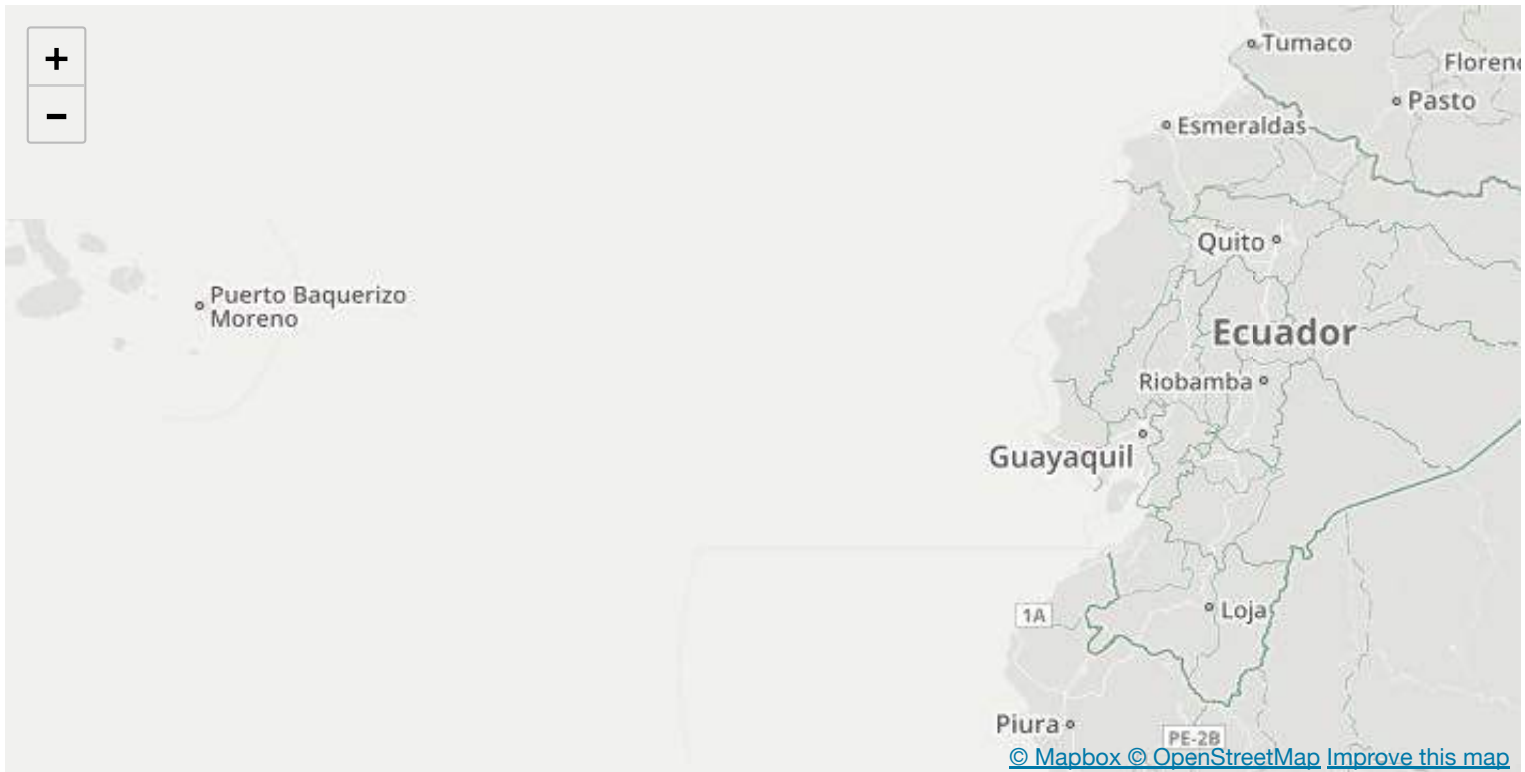 +
−
Tumaco
Floren
Pasto
Esmeraldas
Quito
Puerto Baquerizo
Moreno
Ecuador
Riobamba
Guayaquil
1A
Loja
Piura
PE-2B
© Mapbox © OpenStreetMap Improve this map